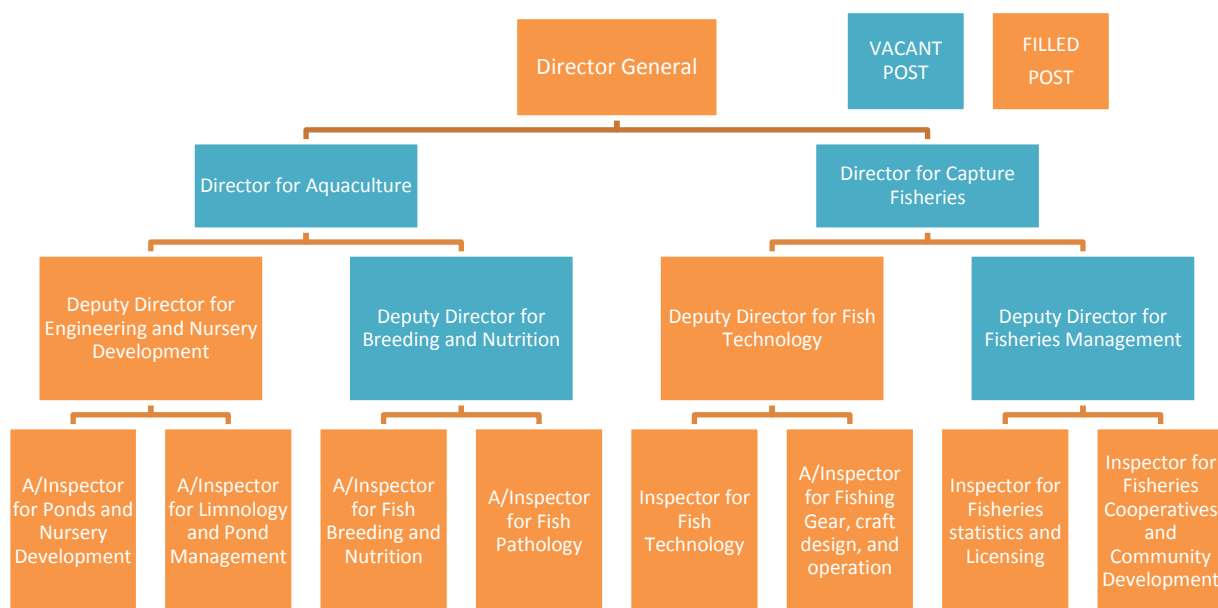 Director General
VACANT
POST
FILLED
POST
Director for Aquaculture
Director for Capture
Fisheries
Deputy Director for
Engineering and Nursery
Development
Deputy Director for
Breeding and Nutrition
Deputy Director for Fish
Technology
Deputy Director for
Fisheries Management
A/Inspector
for Ponds and
Nursery
Development
A/Inspector
for Limnology
and Pond
Management
A/Inspector
for Fish
Breeding and
Nutrition
A/Inspector
for Fish
Pathology
Inspector for
Fish
Technology
A/Inspector
for Fishing
Gear, craft
design, and
operation
Inspector for
Fisheries
statistics and
Licensing
Inspector for
Fisheries
Cooperatives
and
Community
Development